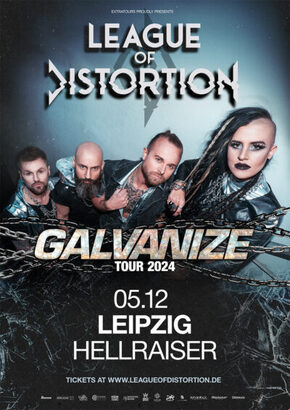 EXTRATOURS PROUDLY PRESENTS
LEAGUE
OF
DISTORTION
GALVANIZE
TOUR 2024
05.12
LEIPZIG
HELLRAISER
TICKETS AT WWW.LEAGUEOFDISTORTION.DE